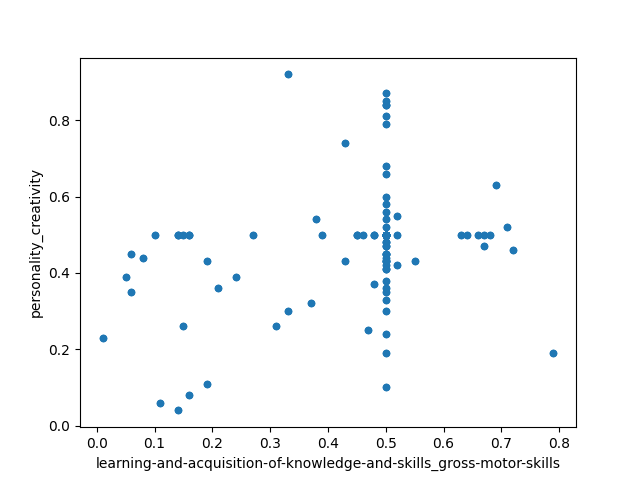 0.8
0.6
0.4
0.2
0.0
personality_creativity
0.0 0.1 0.2 0.3 0.4 0.5 0.6 0.7 0.8
learning-and-acquisition-of-knowledge-and-skills_gross-motor-skills